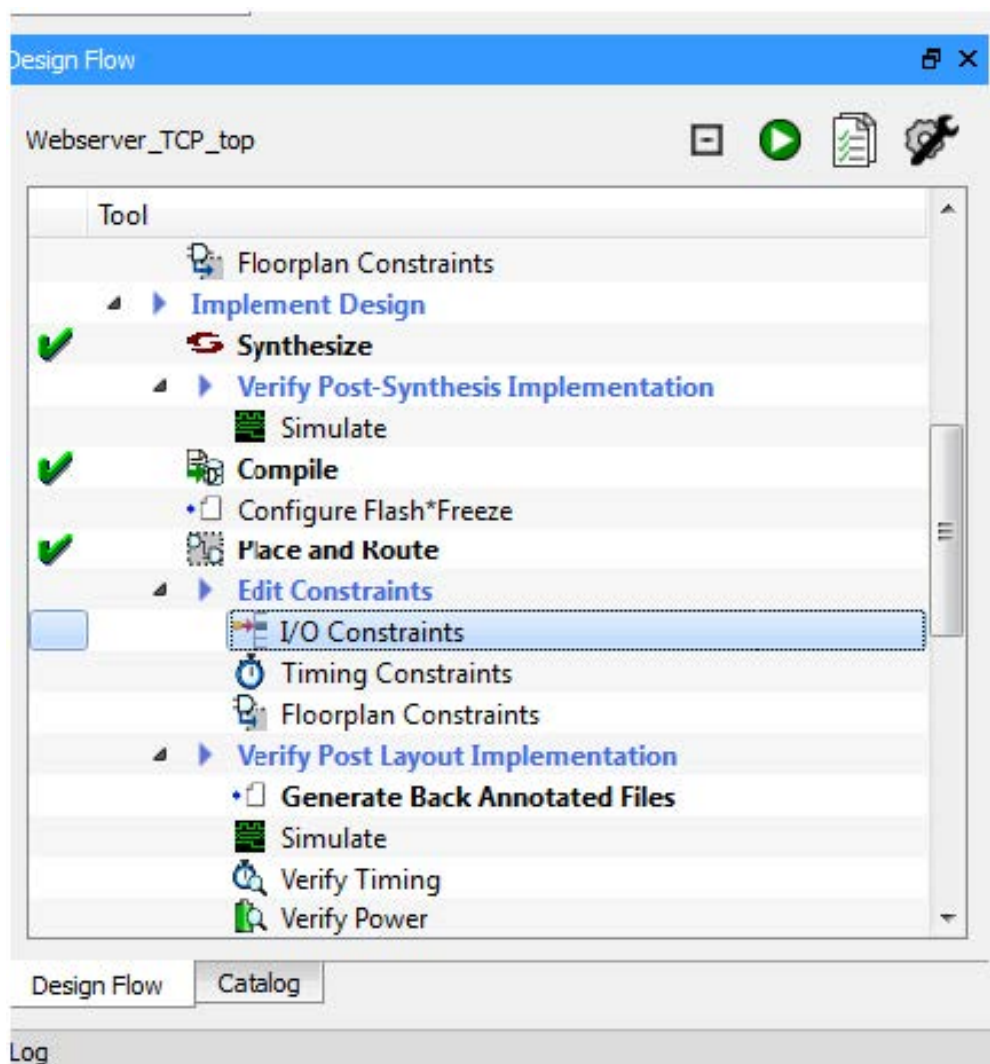 Design Flow
Webserver_TCP_top
Tool
Floorplan Constraints
Implement Design
Synthesize
Verify Post-Synthesis Implementation
Simulate
Compile
Configure Flash*Freeze
Place and Route
Edit Constraints
I/O Constraints
Timing Constraints
Floorplan Constraints
Verify Post Layout Implementation
Generate Back Annotated Files
Simulate
Verify Timing
Verify Power
Design Flow Catalog
Log